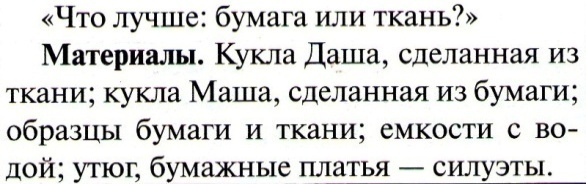 «Что лучше: бумага или ткань?»
Материалы. Кукла Даша, сделанная из
ткани; кукла Маша, сделанная из бумаги;
образцы бумаги и ткани; емкости с во-
дой; утюг, бумажные платья — силуэты.